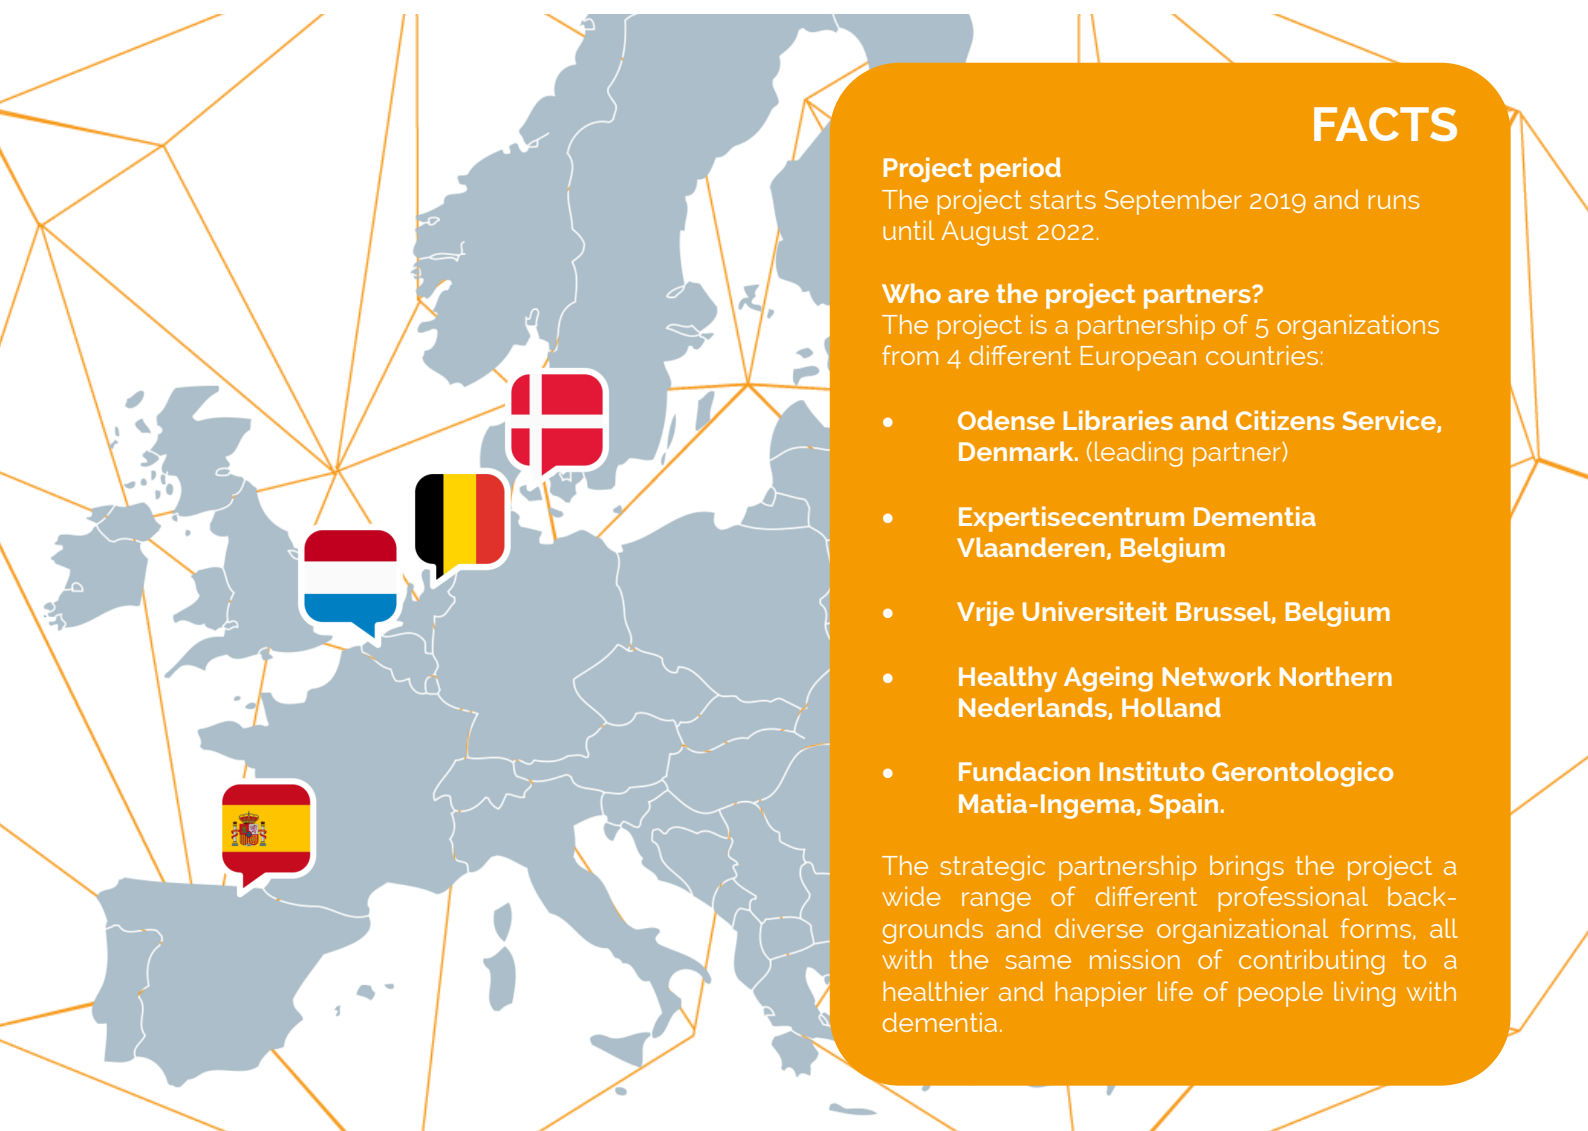 FACTS
Project period
The project starts September 2019 and runs
until August 2022.
Who are the project partners?
The project is a partnership of 5 organizations
from 4 different European countries:
• Odense Libraries and Citizens Service,
Denmark. (leading partner)
• Expertisecentrum Dementia
Vlaanderen, Belgium
• Vrije Universiteit Brussel, Belgium
• Healthy Ageing Network Northern
Nederlands, Holland
• Fundacion Instituto Gerontologico
Matia-Ingema, Spain.
The strategic partnership brings the project a
wide range of different professional back-
grounds and diverse organizational forms, all
with the same mission of contributing to a
healthier and happier life of people living with
dementia.